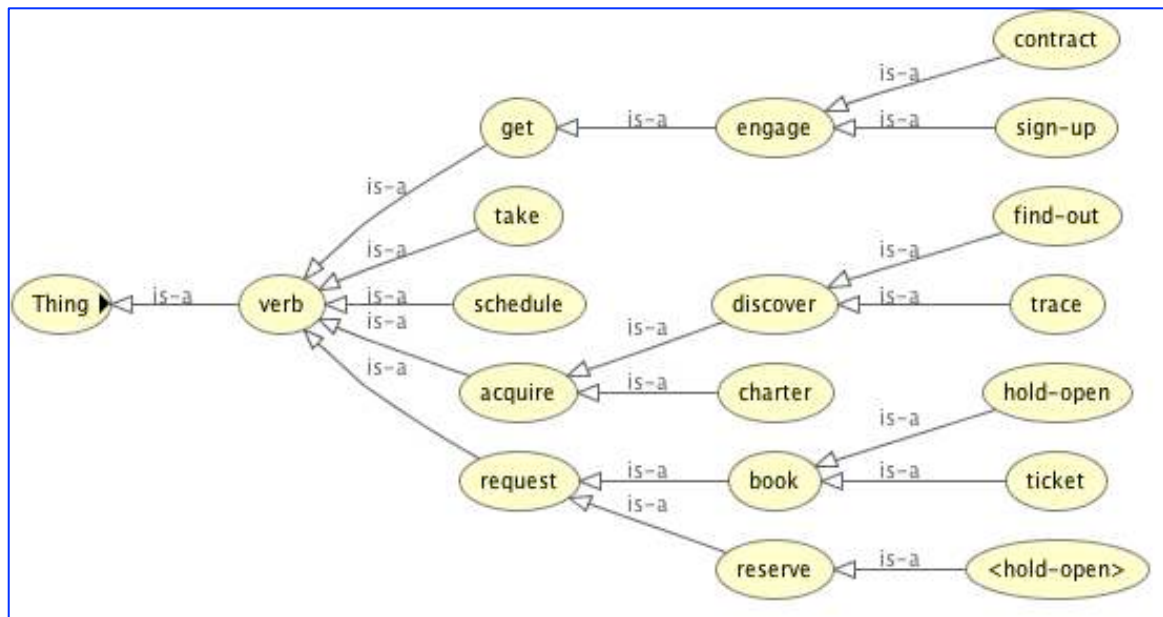 contract
is-a
get
is-a
engage
is-a
sign-up
is-a
take
find-out
is-a
is-a
Thing
is-a
verb
is-a
schedule
discover
is-a
trace
is-a
is-a
is-a
acquire
is-a
charter
hold-open
is-a
request
is-a
book
is-a
ticket
is-a
reserve
is-a
<hold-open>